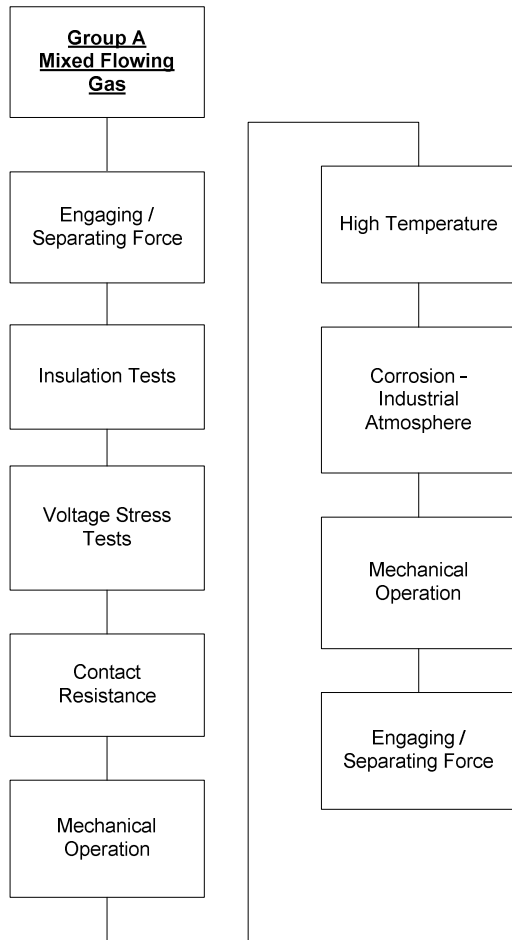 Group A
Mixed Flowing
Gas
Engaging /
Separating Force
Insulation Tests
Voltage Stress
Tests
Contact
Resistance
Mechanical
Operation
High Temperature
Corrosion –
Industrial
Atmosphere
Mechanical
Operation
Engaging /
Separating Force